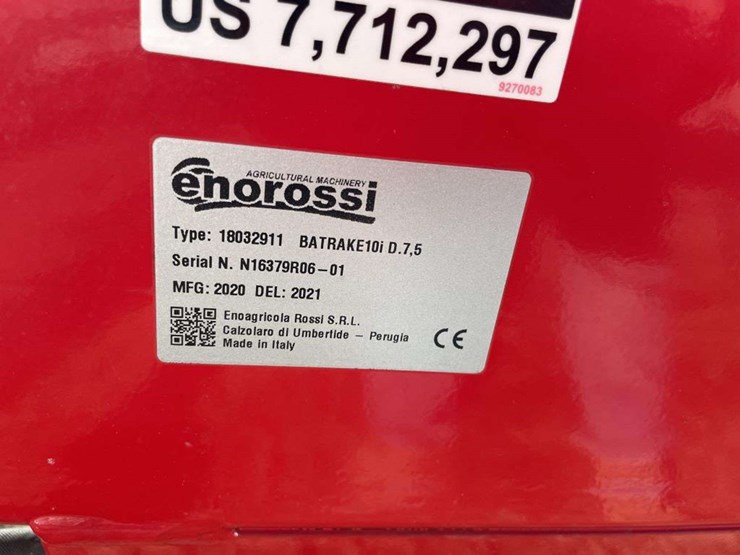 US 7,712,297
9270083
AGRICULTURAL MACHINERY
enorossi
Type: 18032911 BATRAKE10i D.7,5
Serial N. N16379R06-01
MFG: 2020 DEL: 2021
Enoagricola Rossi S.R.L.
Calzolaro di Umbertide - Perugia
Made in Italy
CE